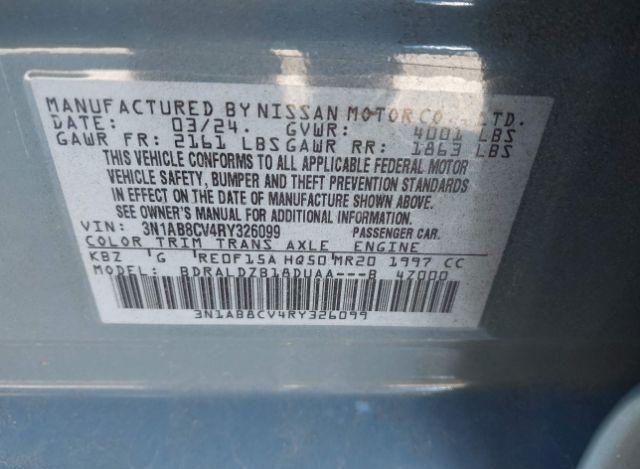 MANUFACTURED BY NISSAN MOTOR CO., LTD.
DATE: 03/24. GVWR: 4001 LBS
GAWR FR: 2161 LBS GAWR RR: 1863 LBS
THIS VEHICLE CONFORMS TO ALL APPLICABLE FEDERAL MOTOR
VEHICLE SAFETY, BUMPER AND THEFT PREVENTION STANDARDS
IN EFFECT ON THE DATE OF MANUFACTURE SHOWN ABOVE.
SEE OWNER'S MANUAL FOR ADDITIONAL INFORMATION.
VIN: 3N1AB8CV4RY326099 PASSENGER CAR.
COLOR TRIM TRANS AXLE ENGINE
KBZ G RE0F15A HQ50 MR20 1997 CC
MODEL: BDRALDZB18DUAA---B 47000
3N1AB8CV4RY326099